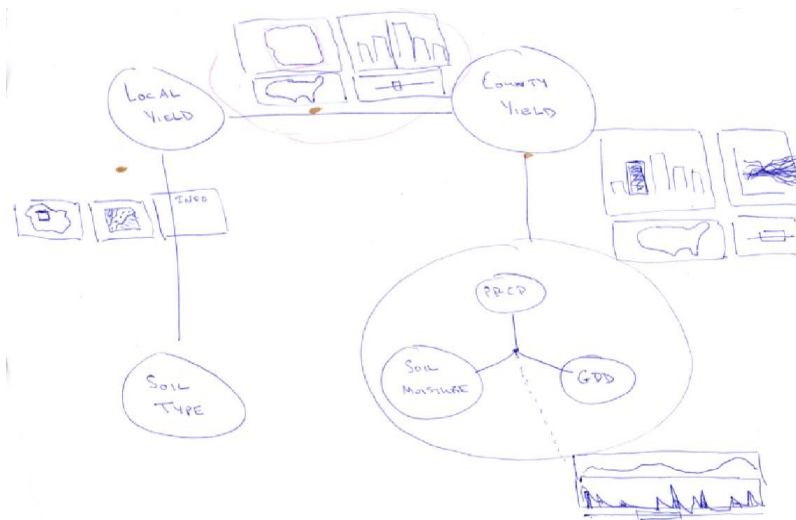 LOCAL
YIELD
COUNTY
YIELD
INFO
PRCP
SOIL
MOISTURE
GDD
SOIL
TYPE